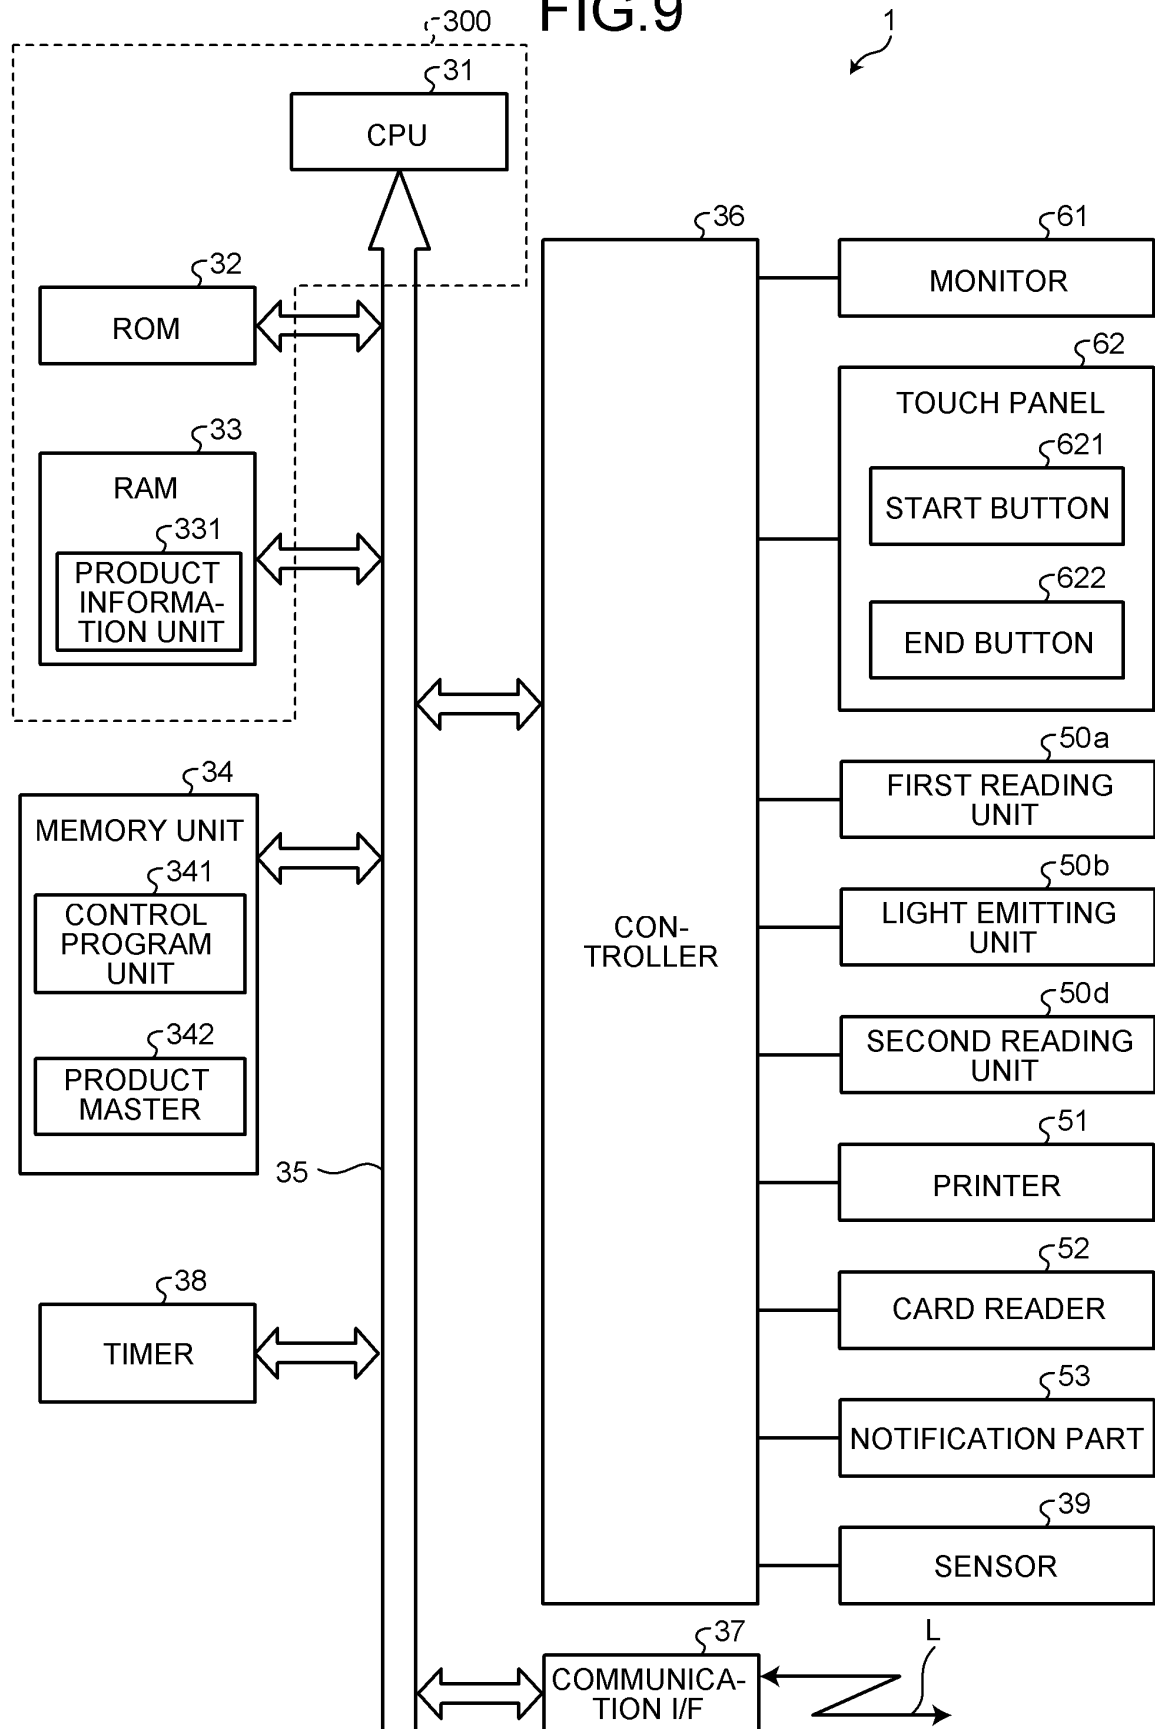 FIG.9
300
1
31
CPU
36
61
MONITOR
32
ROM
62
TOUCH PANEL
621
START BUTTON
622
END BUTTON
33
RAM
331
PRODUCT
INFORMA-
TION UNIT
50a
FIRST READING
UNIT
34
MEMORY UNIT
341
CONTROL
PROGRAM
UNIT
342
PRODUCT
MASTER
50b
LIGHT EMITTING
UNIT
CON-
TROLLER
50d
SECOND READING
UNIT
35
51
PRINTER
38
TIMER
52
CARD READER
53
NOTIFICATION PART
39
SENSOR
37
COMMUNICA-
TION I/F
L